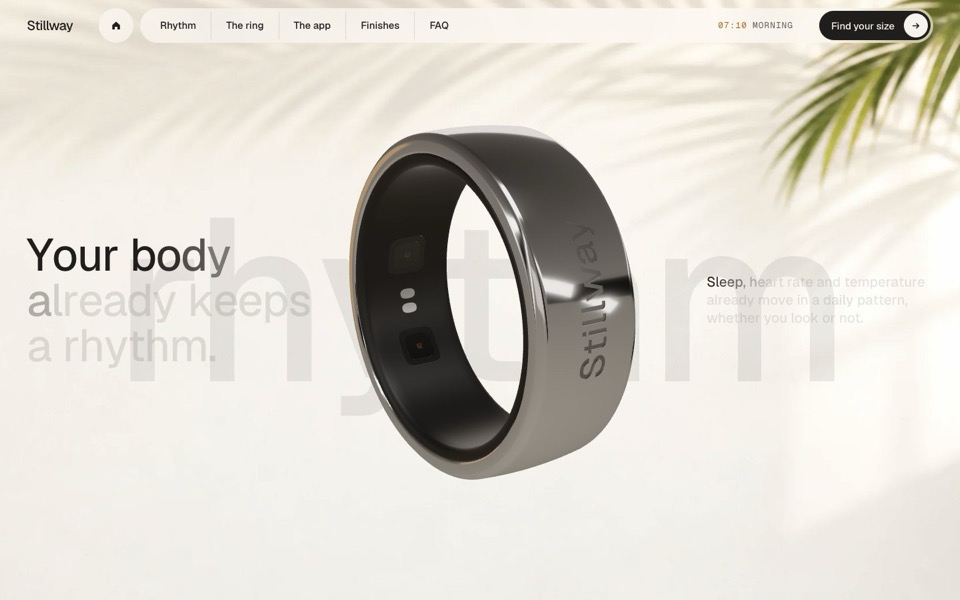 Stillway
Rhythm
The ring
The app
Finishes
FAQ
07:10 MORNING
Find your size
Your body
already keeps
a rhythm.
rhythm
Stillway
Sleep, heart rate and temperature
already move in a daily pattern,
whether you look or not.